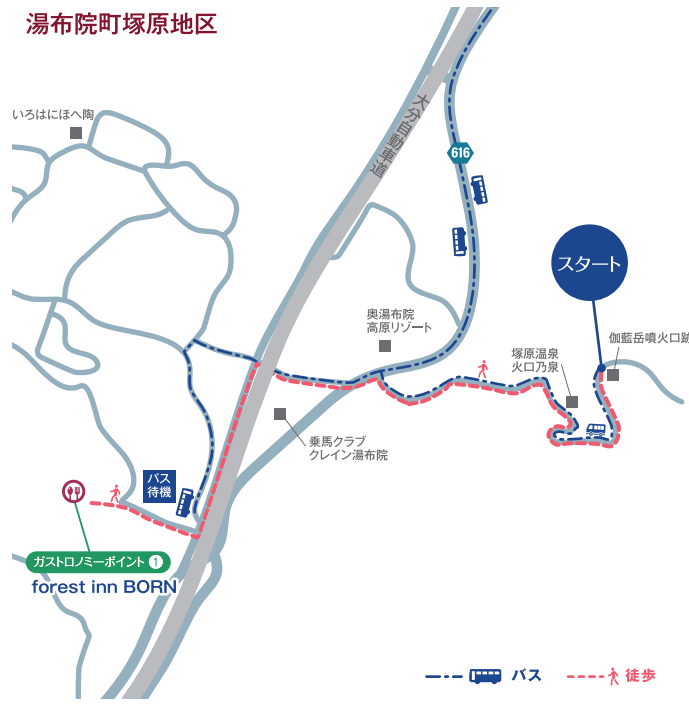 湯布院町塚原地区
いろはにほへ陶
大分自動車道
616
スタート
奥湯布院
高原リゾート
塚原温泉
火口乃泉
伽藍岳噴火口跡
乗馬クラブ
クレイン湯布院
バス
待機
ガストロノミーポイント 1
forest inn BORN
バス
徒歩